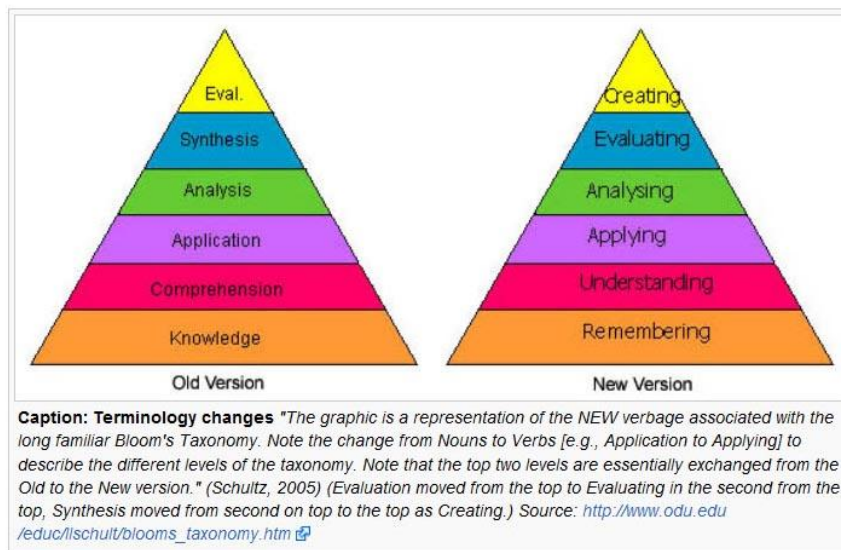 Eval.
Synthesis
Analysis
Application
Comprehension
Knowledge
Old Version
Creating
Evaluating
Analysing
Applying
Understanding
Remembering
New Version
Caption: Terminology changes "The graphic is a representation of the NEW verbage associated with the
long familiar Bloom's Taxonomy. Note the change from Nouns to Verbs [e.g., Application to Applying] to
describe the different levels of the taxonomy. Note that the top two levels are essentially exchanged from the
Old to the New version." (Schultz, 2005) (Evaluation moved from the top to Evaluating in the second from the
top, Synthesis moved from second on top to the top as Creating.) Source: http://www.odu.edu
/educ/llschult/blooms_taxonomy.htm